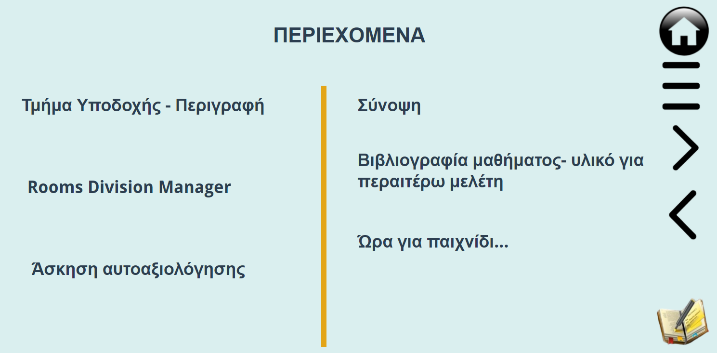 ΠΕΡΙΕΧΟΜΕΝΑ
Τμήμα Υποδοχής - Περιγραφή
Rooms Division Manager
Άσκηση αυτοαξιολόγησης
Σύνοψη
Βιβλιογραφία μαθήματος- υλικό για
περαιτέρω μελέτη
Ώρα για παιχνίδι...